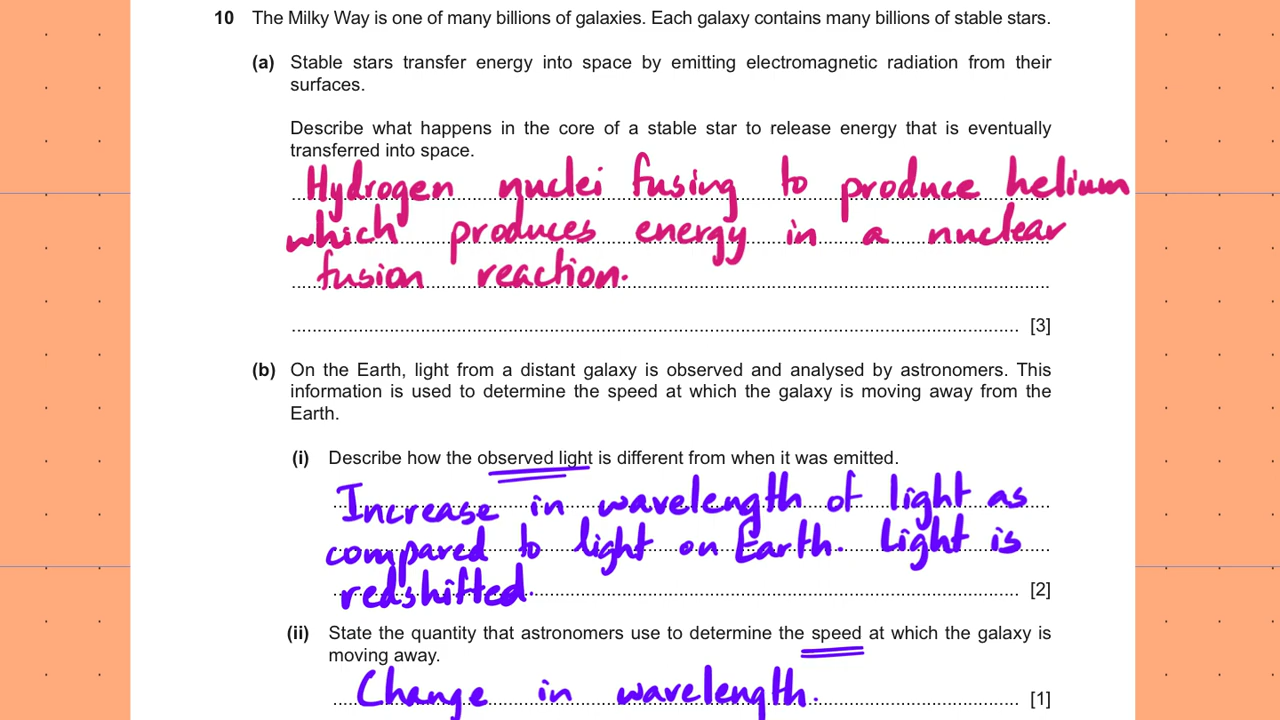 10 The Milky Way is one of many billions of galaxies. Each galaxy contains many billions of stable stars.
(a) Stable stars transfer energy into space by emitting electromagnetic radiation from their
surfaces.
Describe what happens in the core of a stable star to release energy that is eventually
transferred into space.
Hydrogen nuclei fusing to produce helium
which produces energy in a nuclear
fusion reaction.
[3]
(b) On the Earth, light from a distant galaxy is observed and analysed by astronomers. This
information is used to determine the speed at which the galaxy is moving away from the
Earth.
(i) Describe how the observed light is different from when it was emitted.
Increase in wavelength of light as
compared to light on Earth. Light is
redshifted. [2]
(ii) State the quantity that astronomers use to determine the speed at which the galaxy is
moving away.
Change in wavelength. [1]